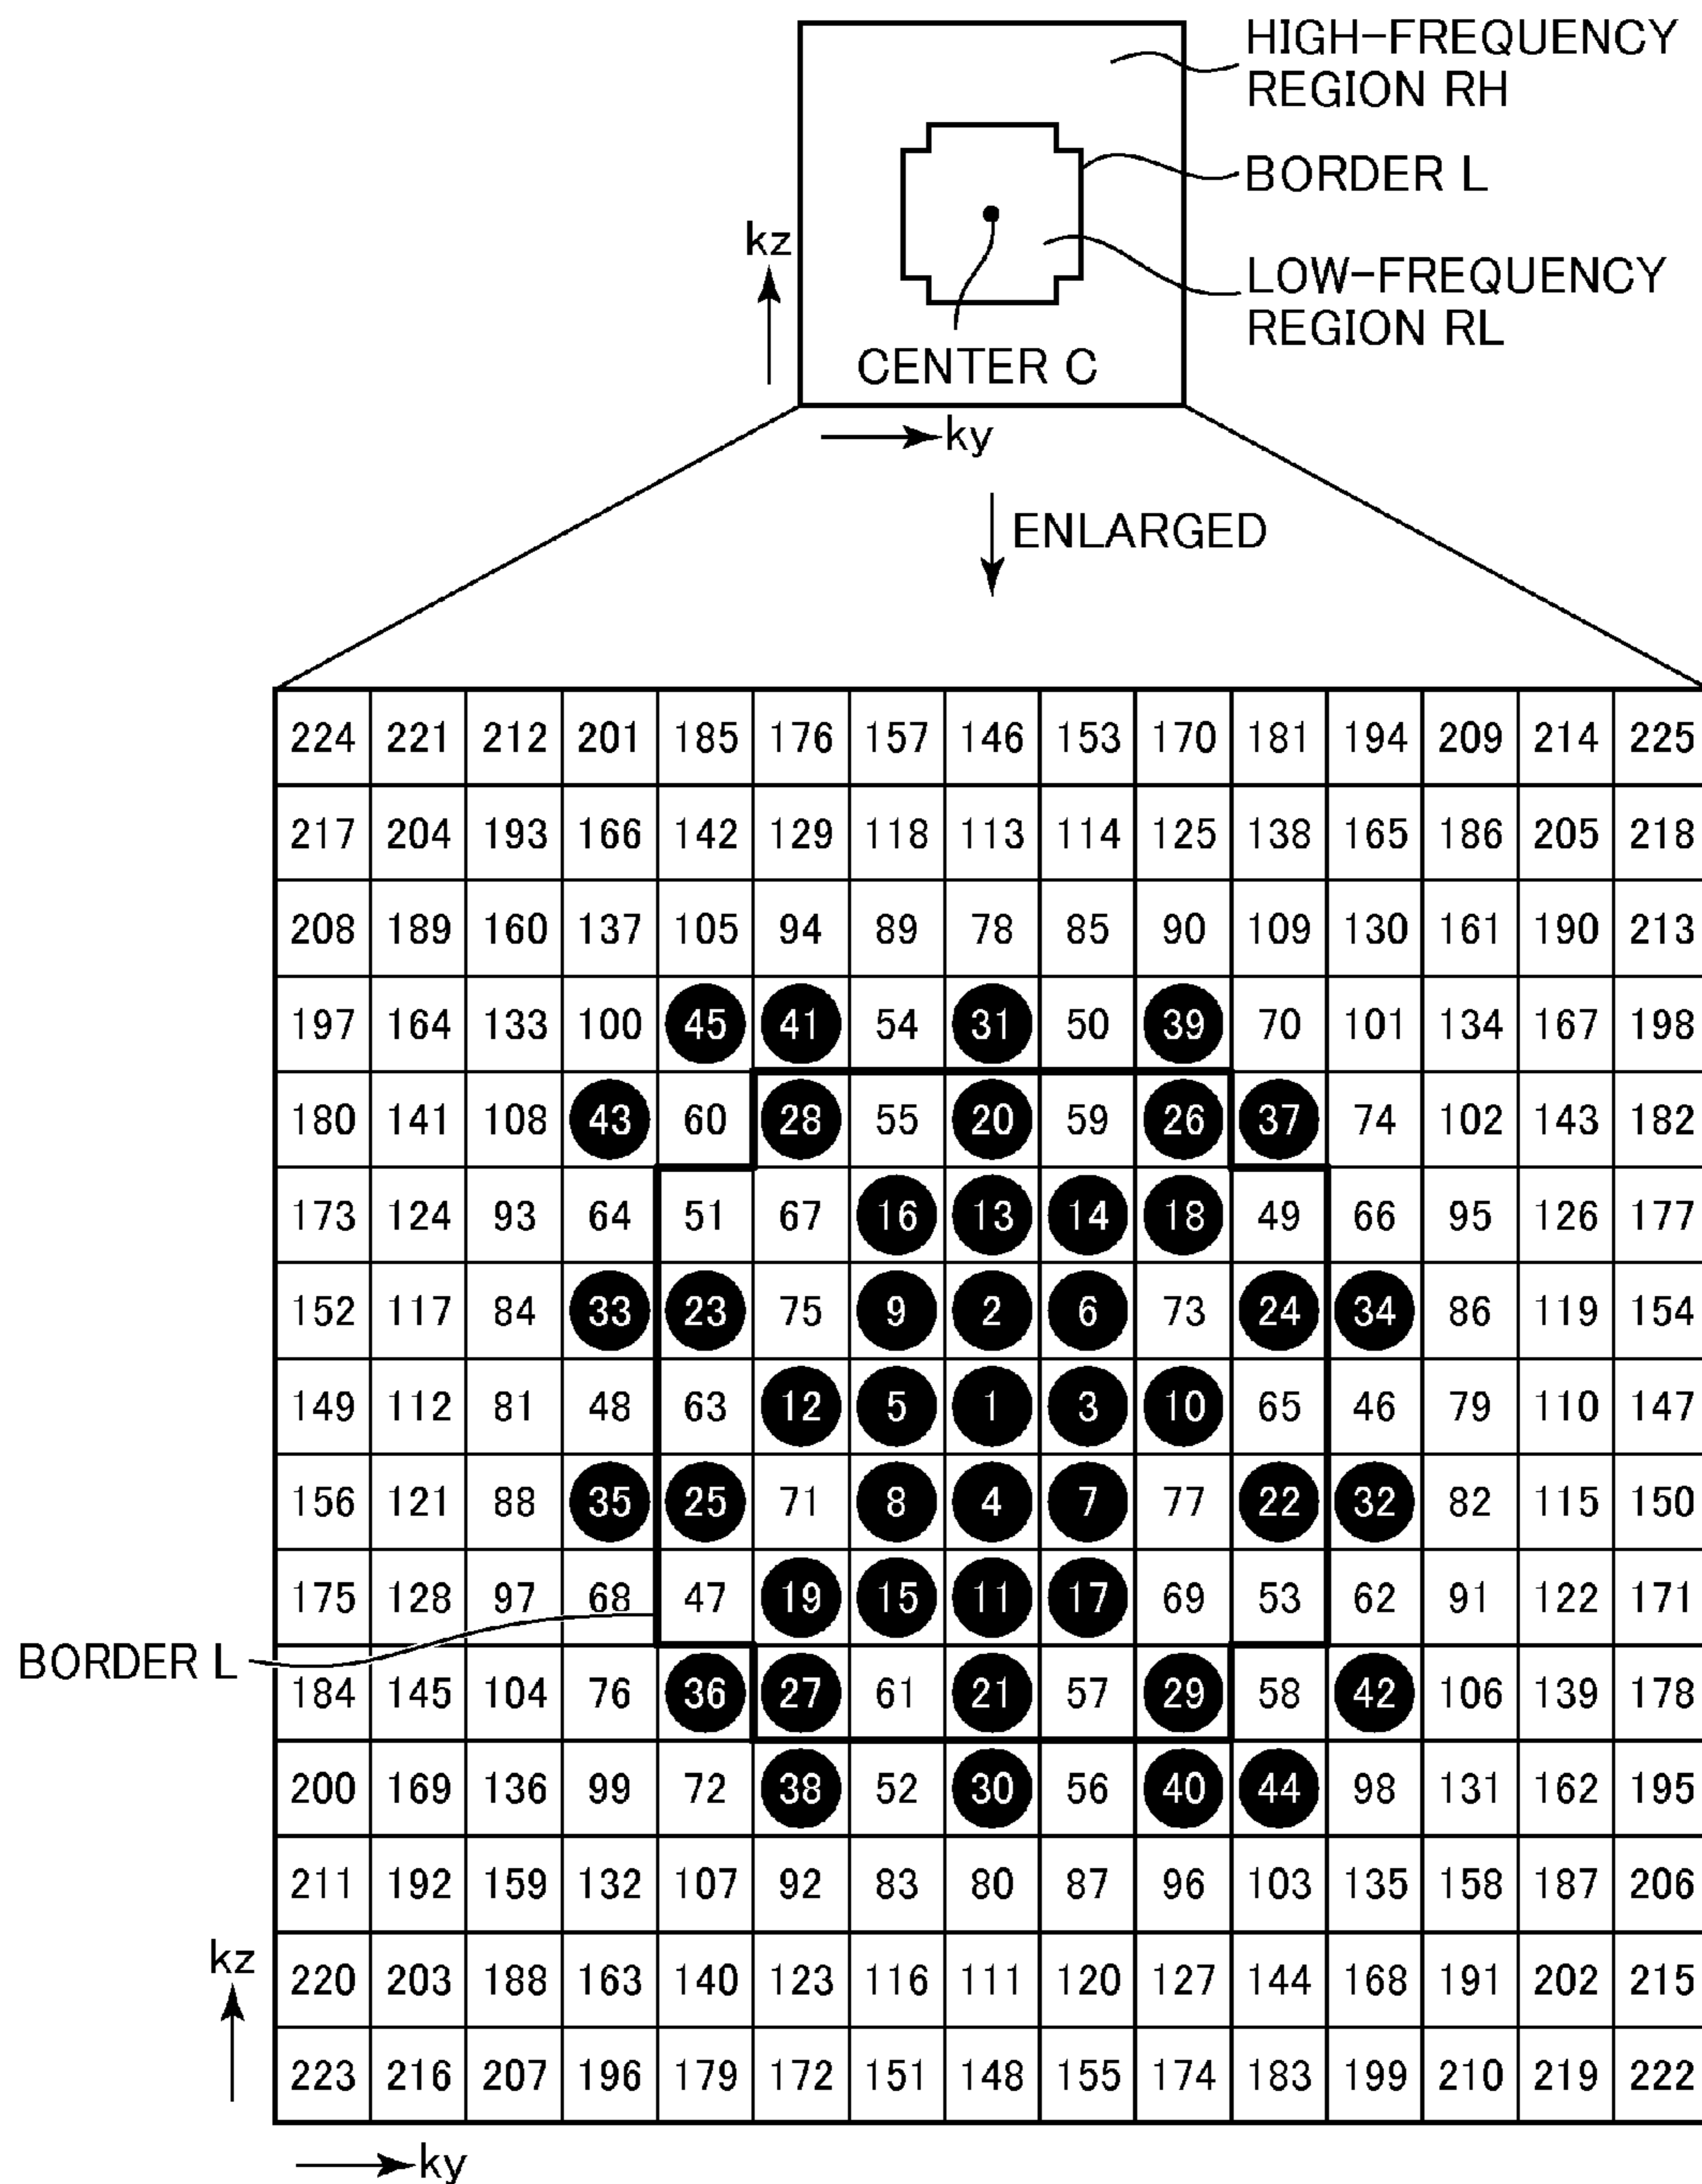 HIGH-FREQUENCY
REGION RH
BORDER L
kz
LOW-FREQUENCY
REGION RL
CENTER C
ky
ENLARGED
224 221 212 201 185 176 157 146 153 170 181 194 209 214 225
217 204 193 166 142 129 118 113 114 125 138 165 186 205 218
208 189 160 137 105 94 89 78 85 90 109 130 161 190 213
197 164 133 100 45 41 54 31 50 39 70 101 134 167 198
180 141 108 43 60 28 55 20 59 26 37 74 102 143 182
173 124 93 64 51 67 16 13 14 18 49 66 95 126 177
152 117 84 33 23 75 9 2 6 73 24 34 86 119 154
149 112 81 48 63 12 5 1 3 10 65 46 79 110 147
156 121 88 35 25 71 8 4 7 77 22 32 82 115 150
175 128 97 68 47 19 15 11 17 69 53 62 91 122 171
BORDER L
184 145 104 76 36 27 61 21 57 29 58 42 106 139 178
200 169 136 99 72 38 52 30 56 40 44 98 131 162 195
211 192 159 132 107 92 83 80 87 96 103 135 158 187 206
kz
220 203 188 163 140 123 116 111 120 127 144 168 191 202 215
223 216 207 196 179 172 151 148 155 174 183 199 210 219 222
ky